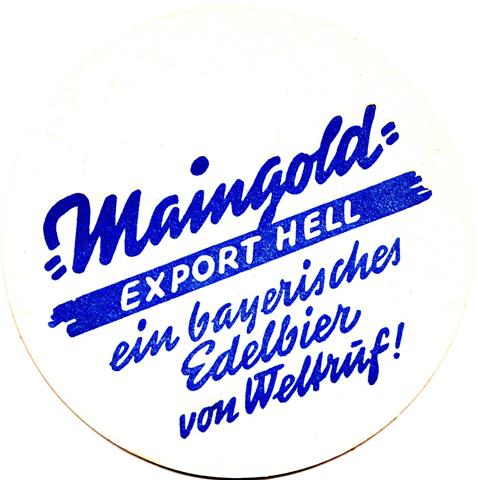 "Maingold"
EXPORT HELL
ein bayerisches
Edelbier
von Weltruf!